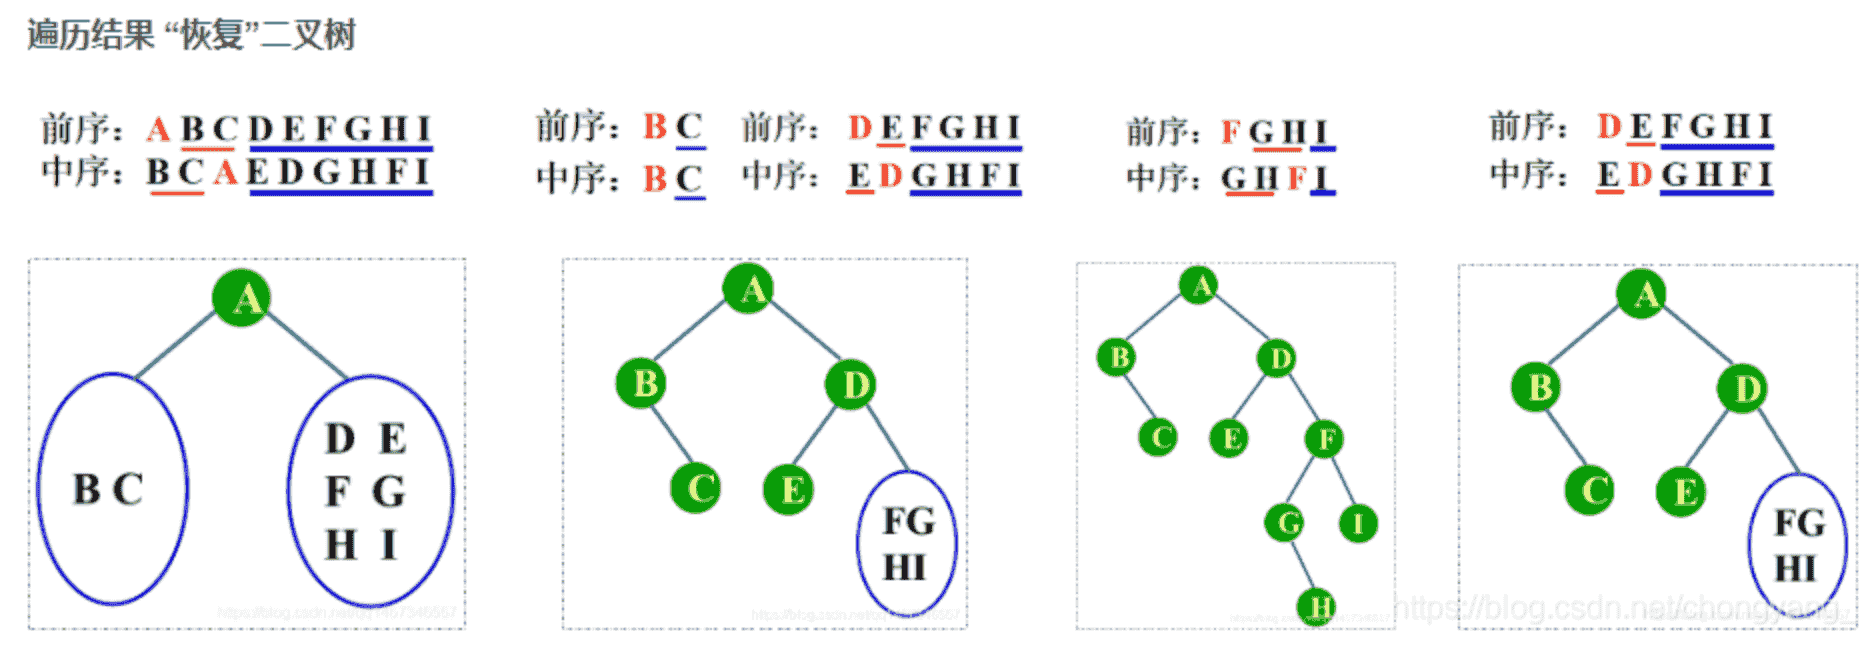 遍历结果 “恢复”二叉树
前序：A B C D E F G H I
中序：B C A E D G H F I
前序：B C
中序：B C
前序：D E F G H I
中序：E D G H F I
前序：F G H I
中序：G H F I
前序：D E F G H I
中序：E D G H F I
A
B C
D E
F G
H I
A
B D
C E
FG
HI
A
B D
C E F
G I
H
A
B D
C E
FG
HI
https://blog.csdn.net/chongyang_